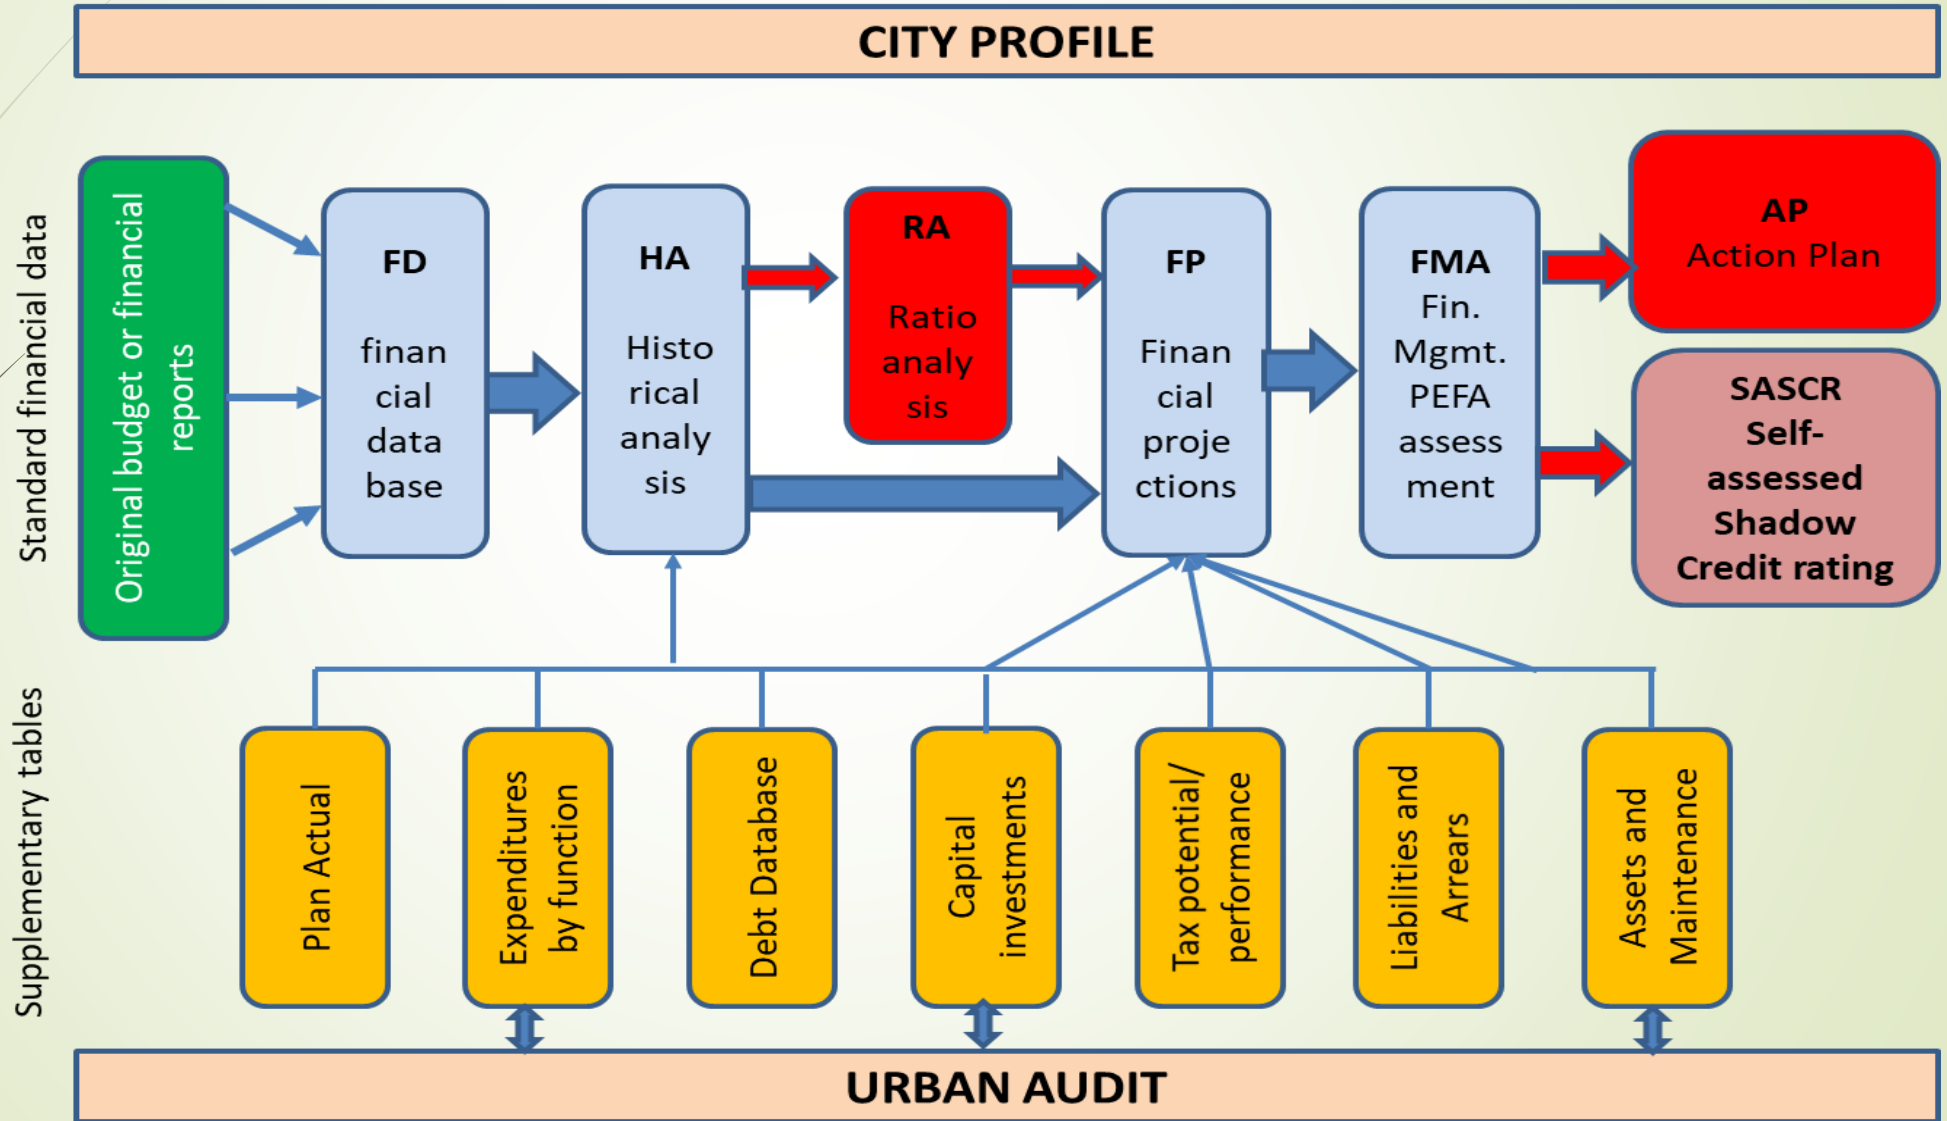 CITY PROFILE
Standard financial data
Original budget or financial
reports
FD
finan
cial
data
base
HA
Histo
rical
analy
sis
RA
Ratio
analy
sis
FP
Finan
cial
proje
ctions
FMA
Fin.
Mgmt.
PEFA
assess
ment
AP
Action Plan
SASCR
Self-
assessed
Shadow
Credit rating
Supplementary tables
Plan Actual
Expenditures
by function
Debt Database
Capital
investments
Tax potential/
performance
Liabilities and
Arrears
Assets and
Maintenance
URBAN AUDIT